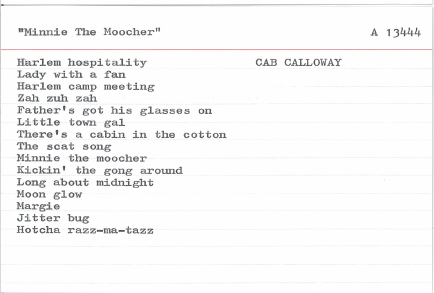 "Minnie The Moocher" A 13444
Harlem hospitality CAB CALLOWAY
Lady with a fan
Harlem camp meeting
Zah zuh zah
Father's got his glasses on
Little town gal
There's a cabin in the cotton
The scat song
Minnie the moocher
Kickin' the gong around
Long about midnight
Moon glow
Margie
Jitter bug
Hotcha razz-ma-tazz